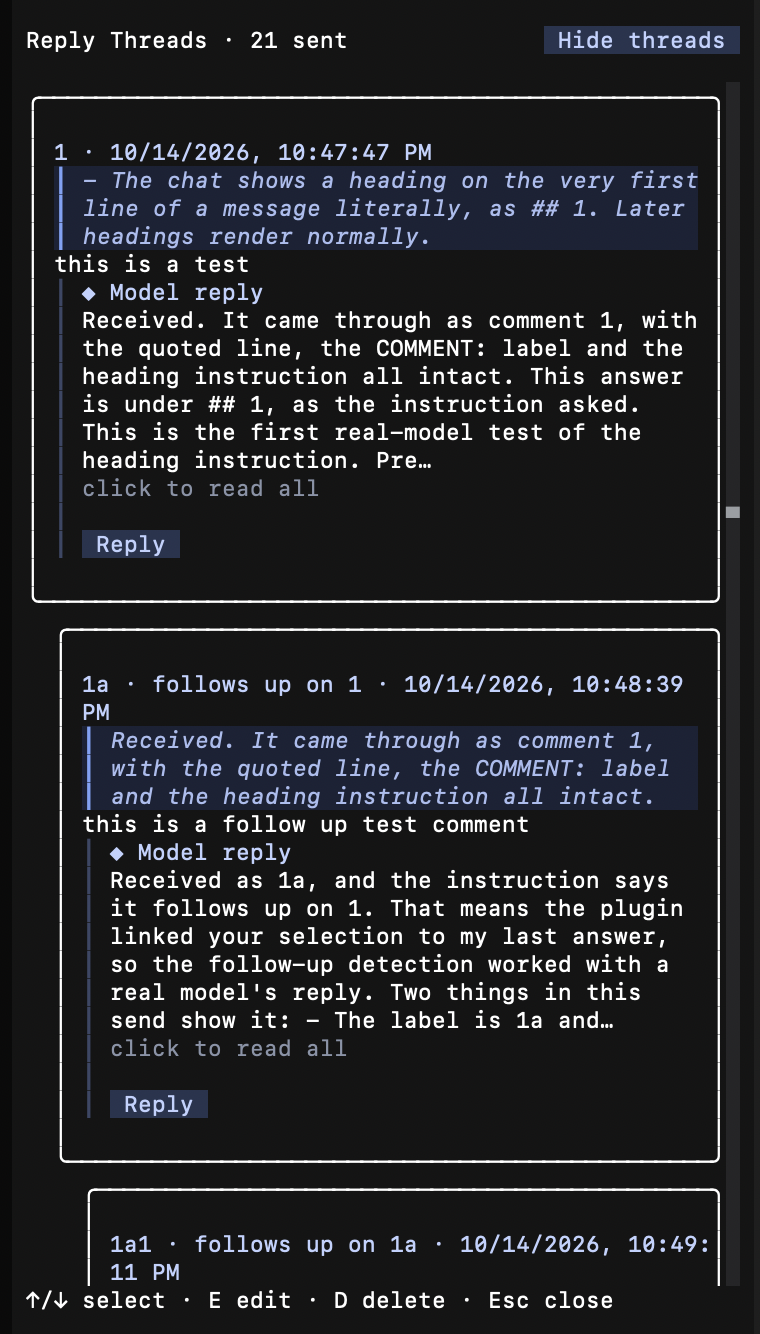 Reply Threads · 21 sent
Hide threads
1 · 10/14/2026, 10:47:47 PM
– The chat shows a heading on the very first
line of a message literally, as ## 1. Later
headings render normally.
this is a test
◆ Model reply
Received. It came through as comment 1, with
the quoted line, the COMMENT: label and the
heading instruction all intact. This answer
is under ## 1, as the instruction asked.
This is the first real-model test of the
heading instruction. Pre…
click to read all
Reply
1a · follows up on 1 · 10/14/2026, 10:48:39
PM
Received. It came through as comment 1,
with the quoted line, the COMMENT: label
and the heading instruction all intact.
this is a follow up test comment
◆ Model reply
Received as 1a, and the instruction says
it follows up on 1. That means the plugin
linked your selection to my last answer,
so the follow-up detection worked with a
real model's reply. Two things in this
send show it: – The label is 1a and…
click to read all
Reply
1a1 · follows up on 1a · 10/14/2026, 10:49:
11 PM
↑/↓ select · E edit · D delete · Esc close